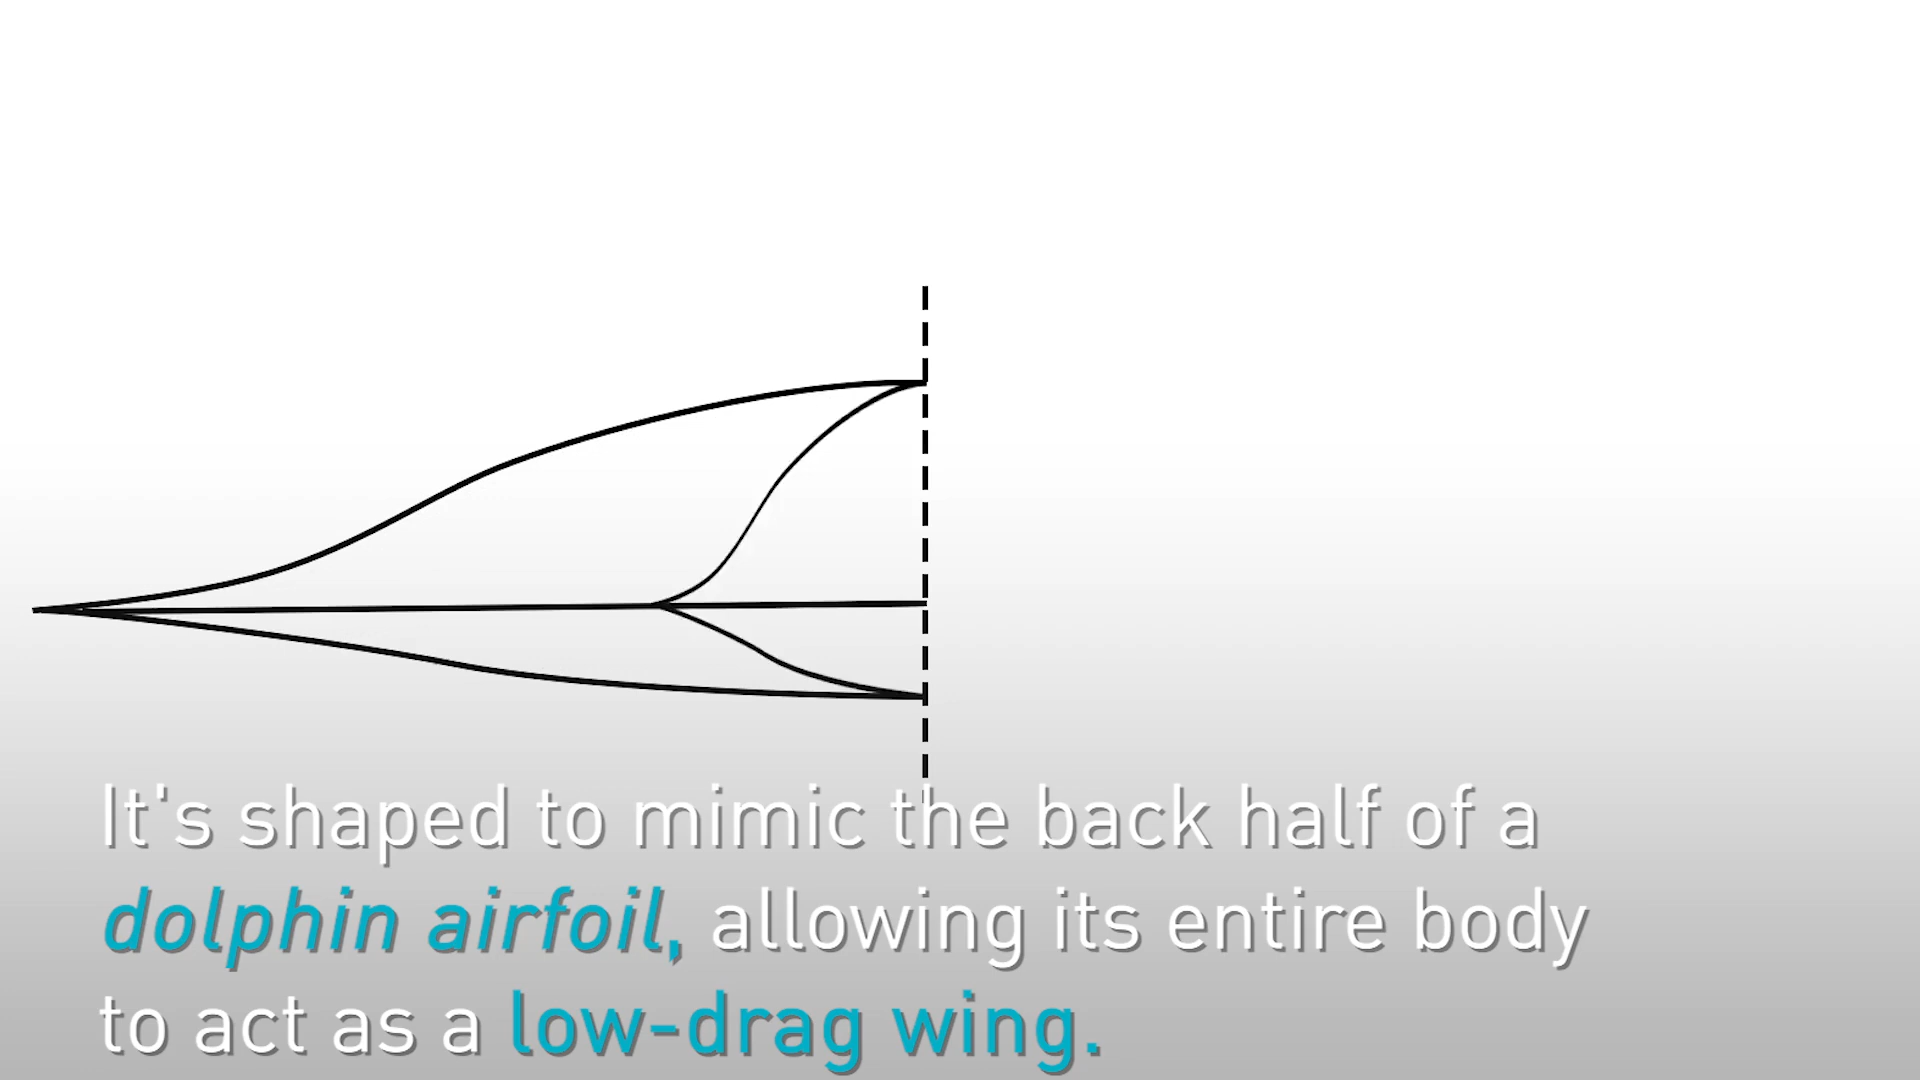 It's shaped to mimic the back half of a
dolphin airfoil, allowing its entire body
to act as a low-drag wing.